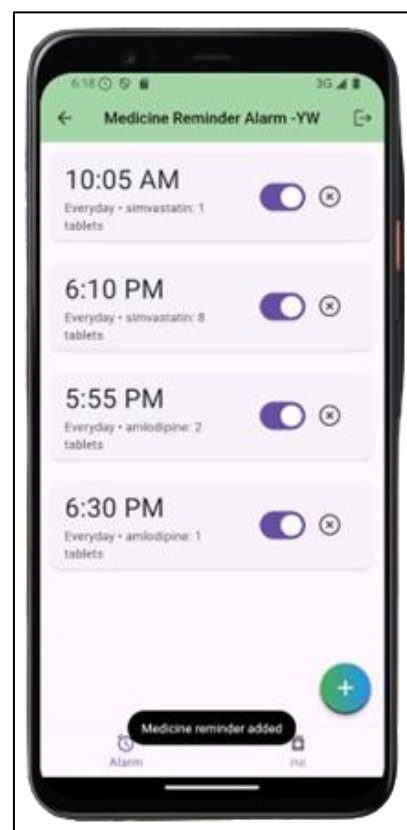 6:18 3G
Medicine Reminder Alarm -YW
10:05 AM
Everyday • simvastatin: 1
tablets
6:10 PM
Everyday • simvastatin: 8
tablets
5:55 PM
Everyday • amlodipine: 2
tablets
6:30 PM
Everyday • amlodipine: 1
tablets
+
Medicine reminder added
Alarm